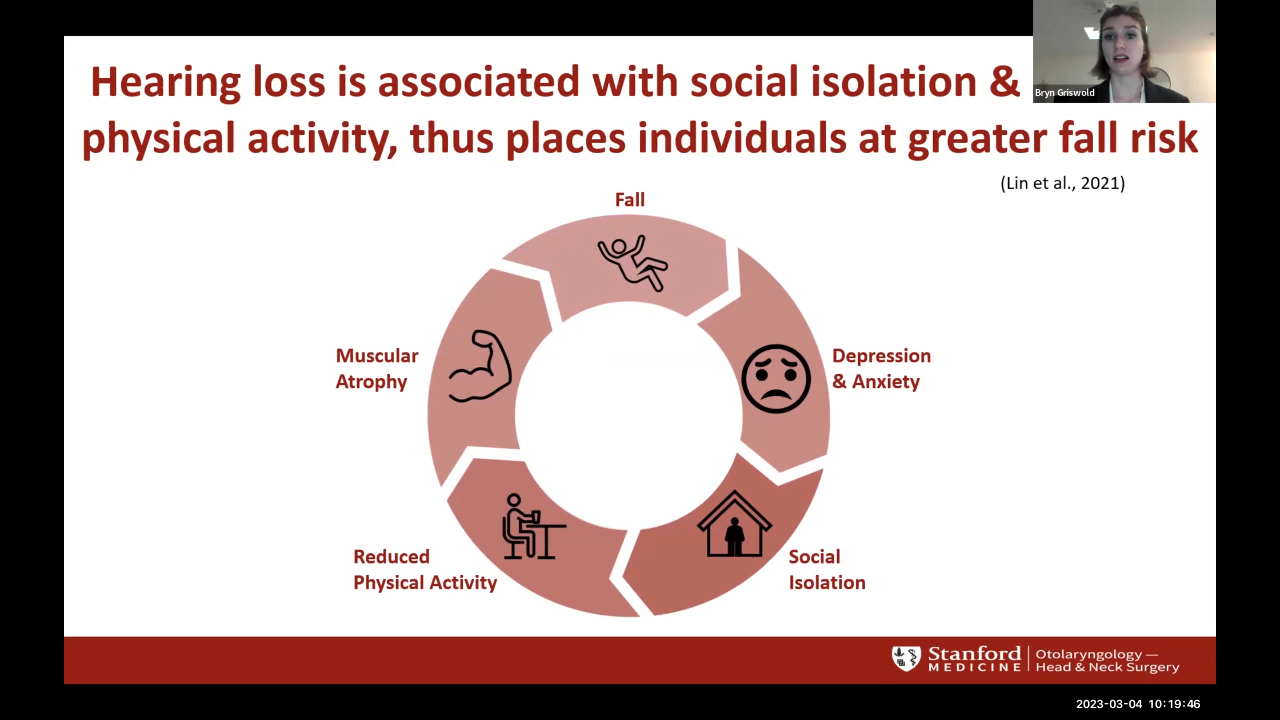 Hearing loss is associated with social isolation &
physical activity, thus places individuals at greater fall risk
Bryn Griswold
(Lin et al., 2021)
Fall
Muscular
Atrophy
Depression
& Anxiety
Reduced
Physical Activity
Social
Isolation
Stanford
MEDICINE
Otolaryngology —
Head & Neck Surgery
2023-03-04 10:19:46